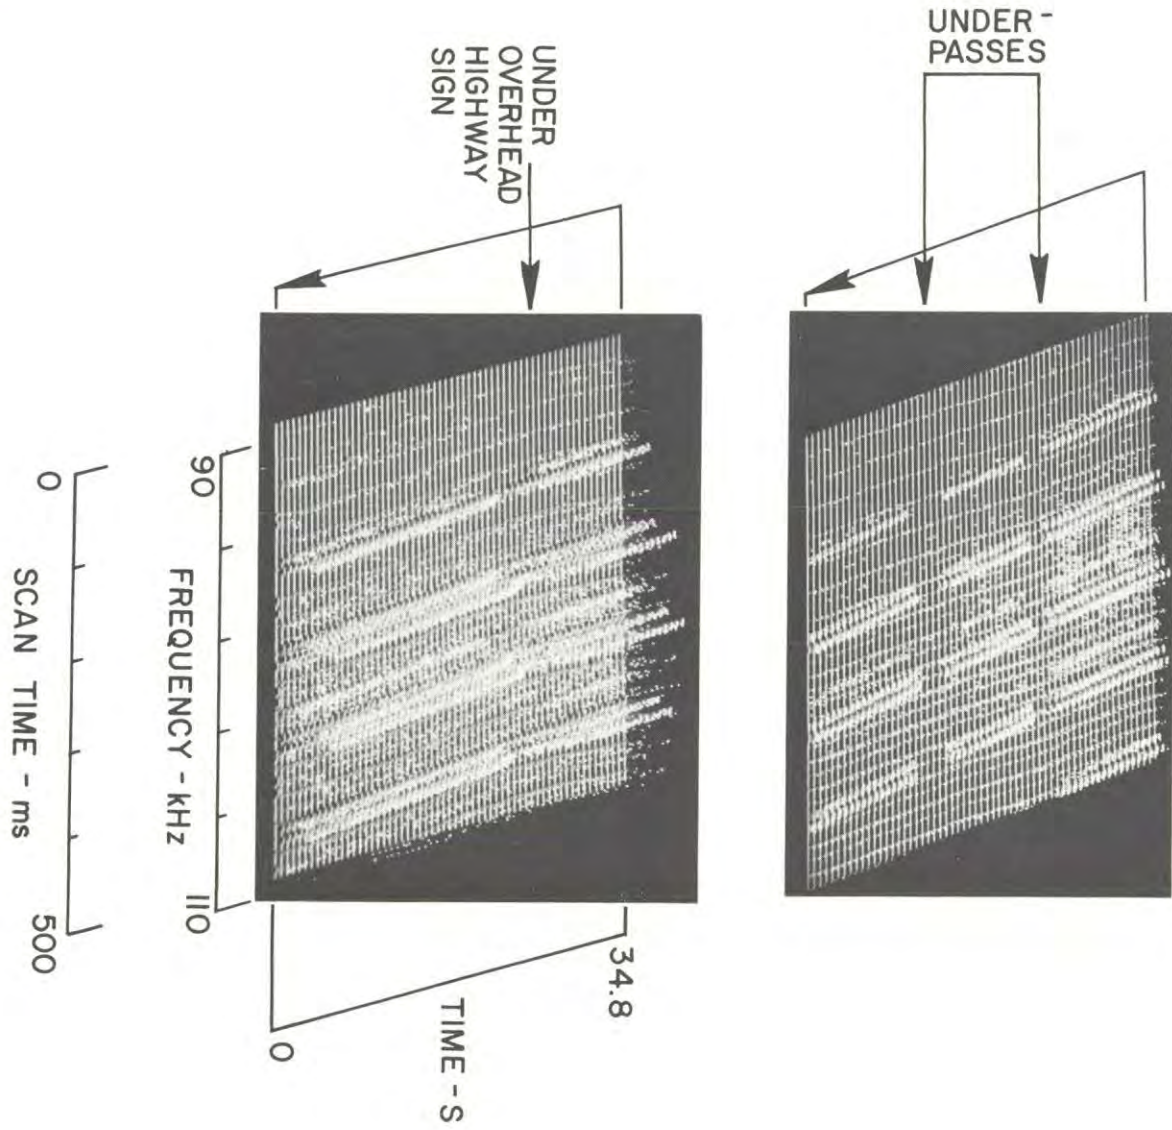 UNDER-
PASSES
UNDER
OVERHEAD
HIGHWAY
SIGN
90
110
FREQUENCY - kHz
0
500
SCAN TIME - ms
34.8
0
TIME - S